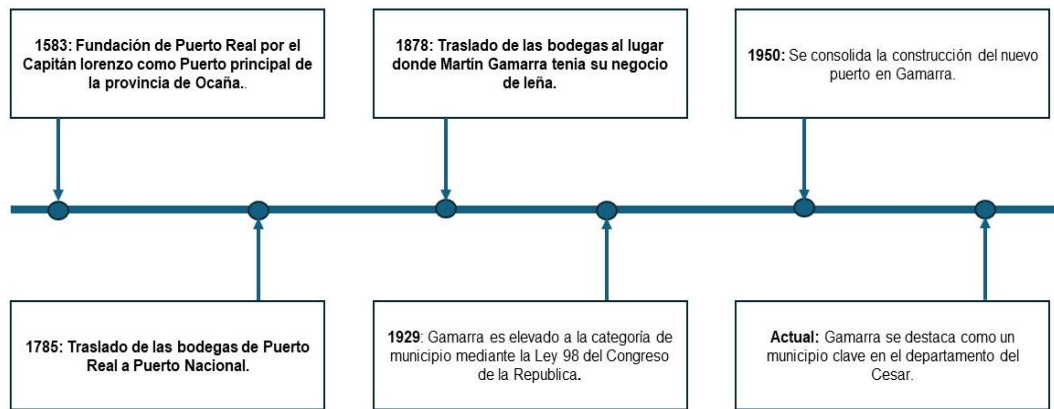 1583: Fundación de Puerto Real por el
Capitán lorenzo como Puerto principal de
la provincia de Ocaña..
1878: Traslado de las bodegas al lugar
donde Martín Gamarra tenia su negocio
de leña.
1950: Se consolida la construcción del nuevo
puerto en Gamarra.
1785: Traslado de las bodegas de Puerto
Real a Puerto Nacional.
1929: Gamarra es elevado a la categoría de
municipio mediante la Ley 98 del Congreso
de la Republica.
Actual: Gamarra se destaca como un
municipio clave en el departamento del
Cesar.